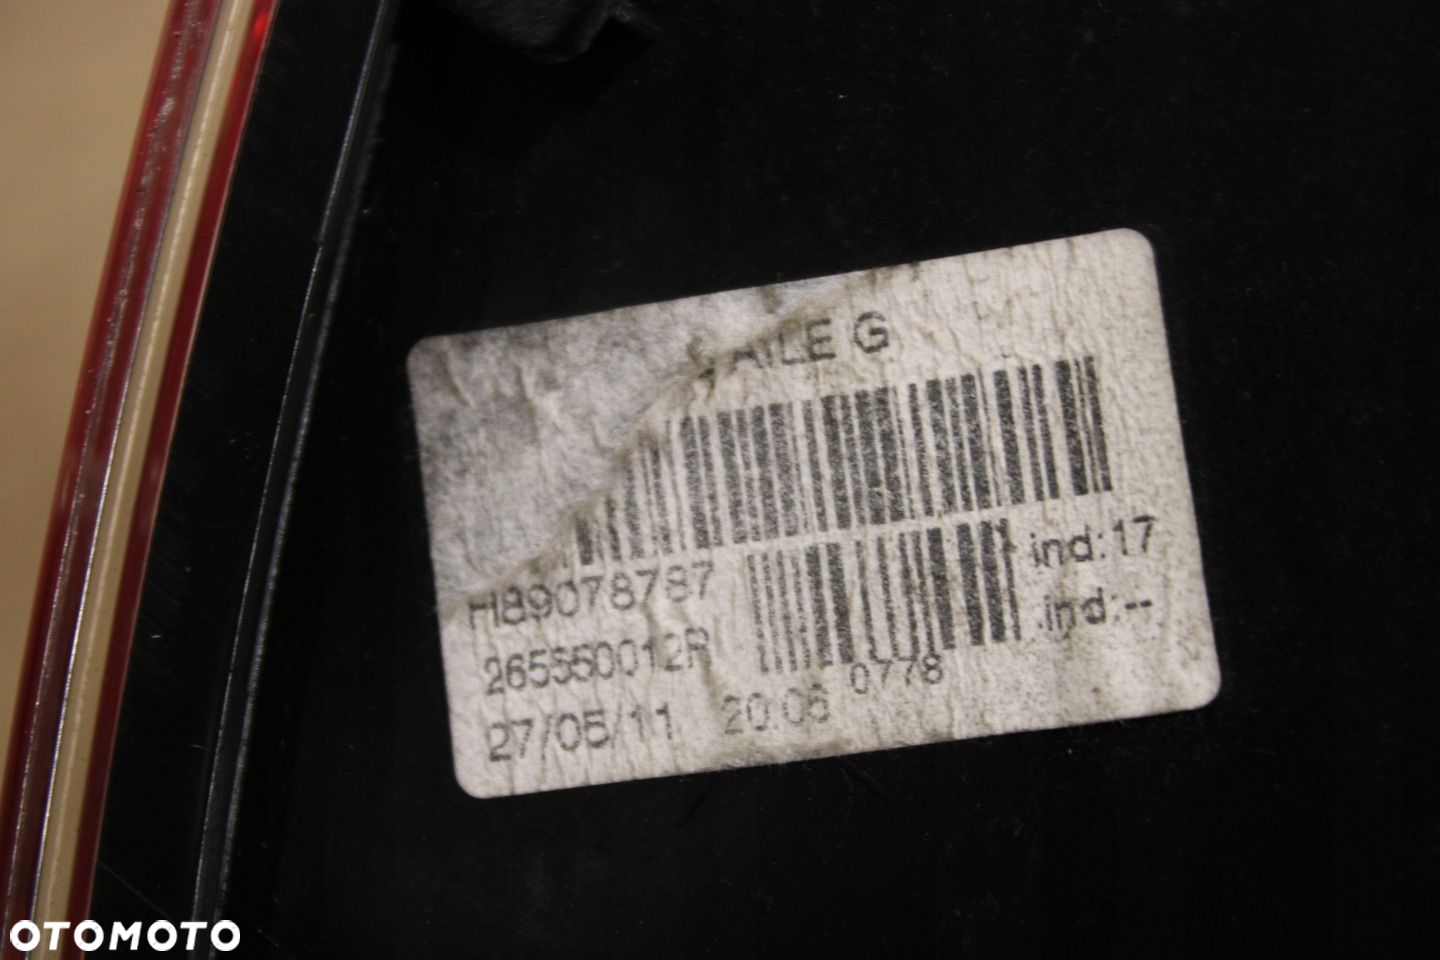 AILE G
H89078787
ind:17
265550012R
ind:--
27/05/11 20:06 0778
OTOMOTO